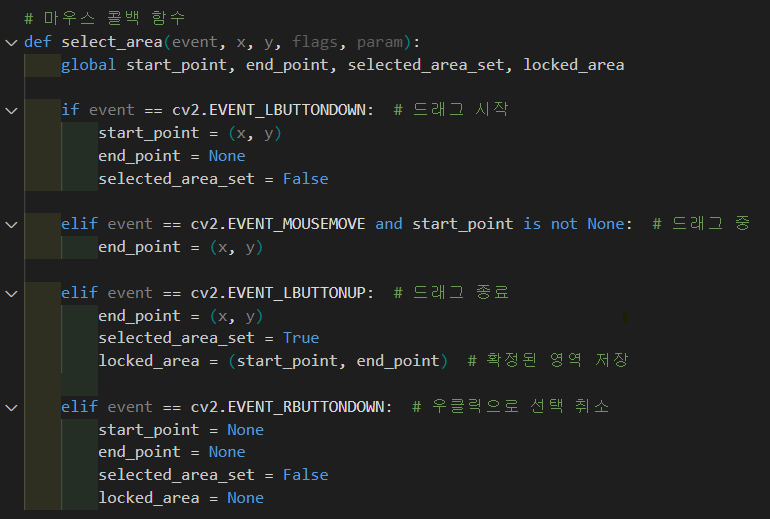 # 마우스 콜백 함수
def select_area(event, x, y, flags, param):
    global start_point, end_point, selected_area_set, locked_area
    if event == cv2.EVENT_LBUTTONDOWN:  # 드래그 시작
        start_point = (x, y)
        end_point = None
        selected_area_set = False
    elif event == cv2.EVENT_MOUSEMOVE and start_point is not None:  # 드래그 중
        end_point = (x, y)
    elif event == cv2.EVENT_LBUTTONUP:  # 드래그 종료
        end_point = (x, y)
        selected_area_set = True
        locked_area = (start_point, end_point)  # 확정된 영역 저장
    elif event == cv2.EVENT_RBUTTONDOWN:  # 우클릭으로 선택 취소
        start_point = None
        end_point = None
        selected_area_set = False
        locked_area = None